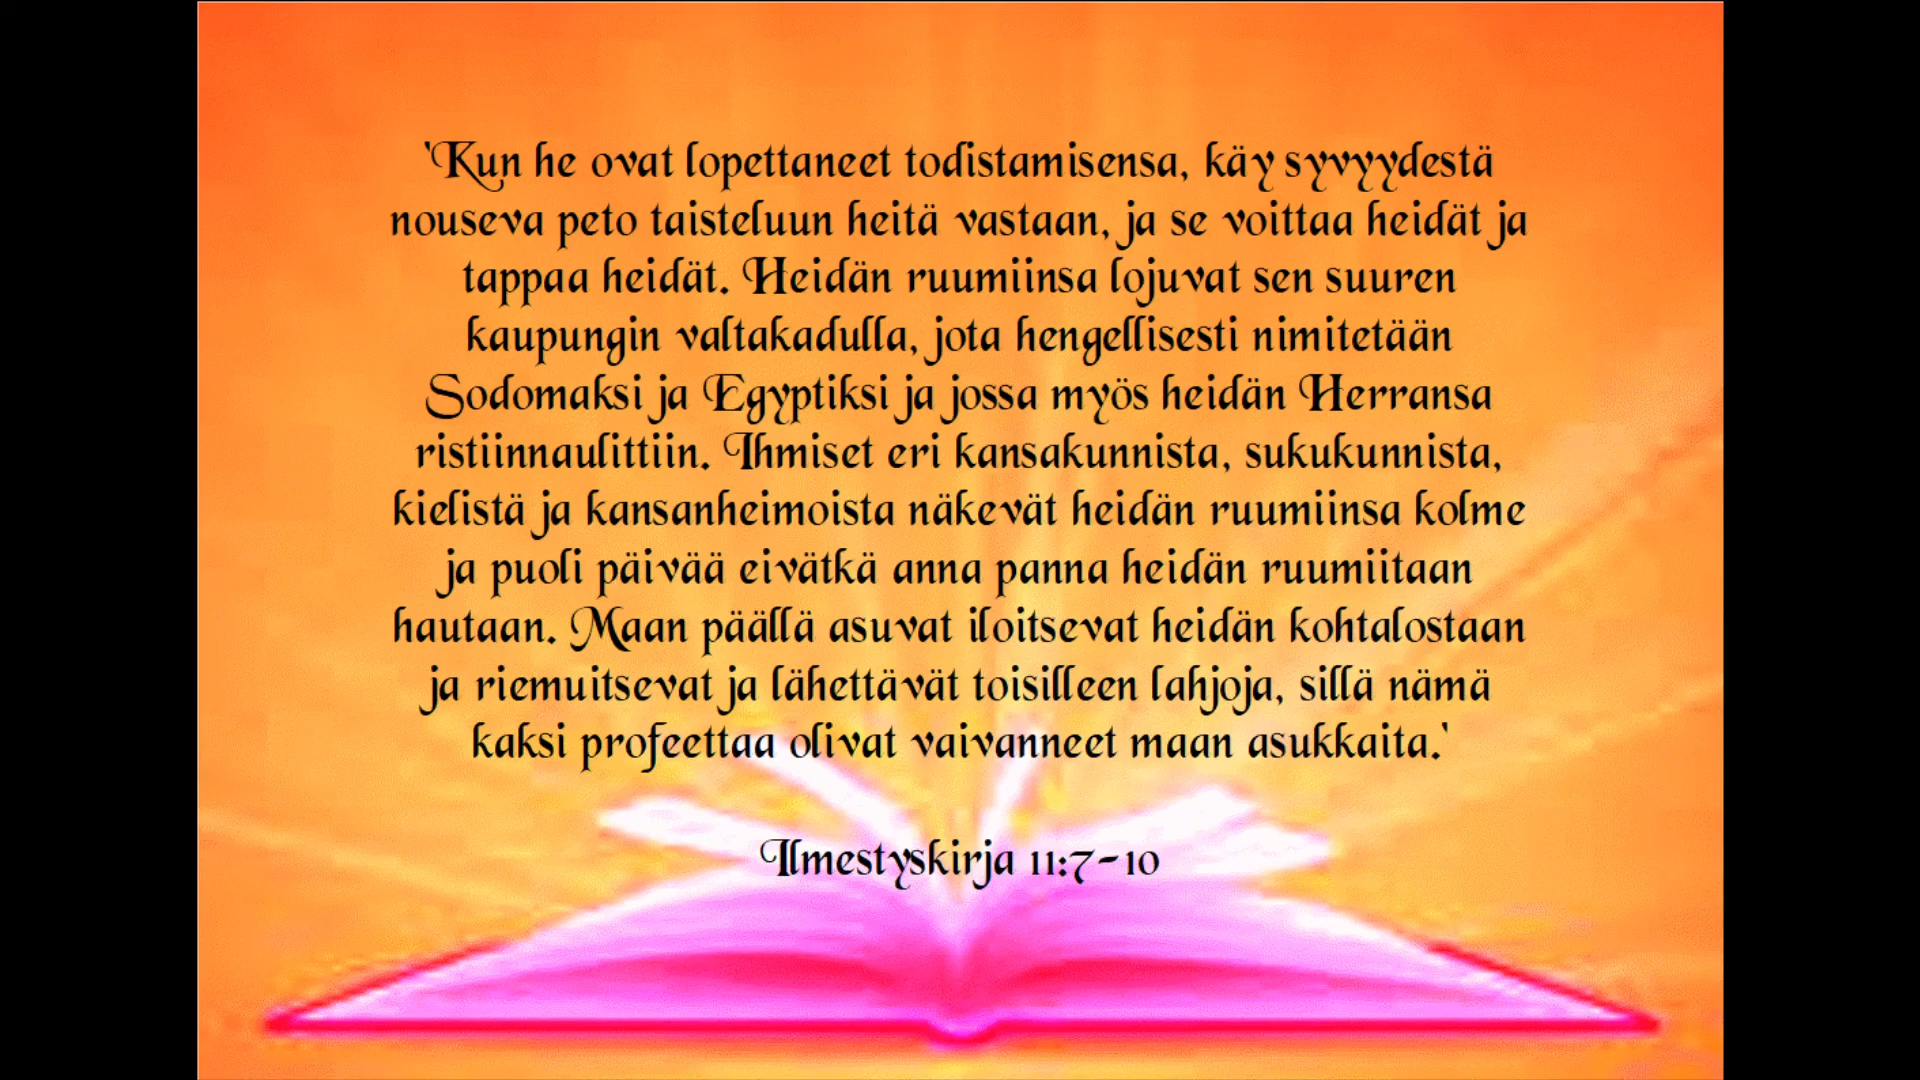 ‛Kun he ovat lopettaneet todistamisensa, käy syvyydestä
nouseva peto taisteluun heitä vastaan, ja se voittaa heidät ja
tappaa heidät. Heidän ruumiinsa lojuvat sen suuren
kaupungin valtakadulla, jota hengellisesti nimitetään
Sodomaksi ja Egyptiksi ja jossa myös heidän Herransa
ristiinnaulittiin. Ihmiset eri kansakunnista, sukukunnista,
kielistä ja kansanheimoista näkevät heidän ruumiinsa kolme
ja puoli päivää eivätkä anna panna heidän ruumiitaan
hautaan. Maan päällä asuvat iloitsevat heidän kohtalostaan
ja riemuitsevat ja lähettävät toisilleen lahjoja, sillä nämä
kaksi profeettaa olivat vaivanneet maan asukkaita.‛
Ilmestyskirja 11:7-10